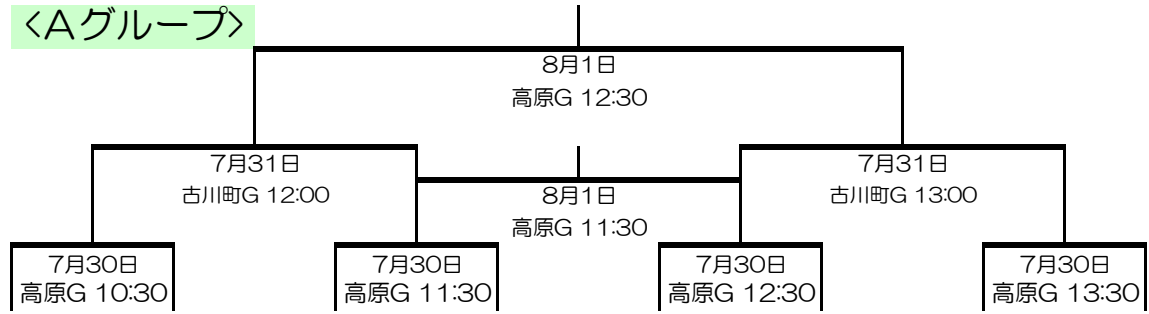 <Aグループ>
8月1日
高原G 12:30
7月31日
古川町G 12:00
8月1日
高原G 11:30
7月31日
古川町G 13:00
7月30日
高原G 10:30
7月30日
高原G 11:30
7月30日
高原G 12:30
7月30日
高原G 13:30